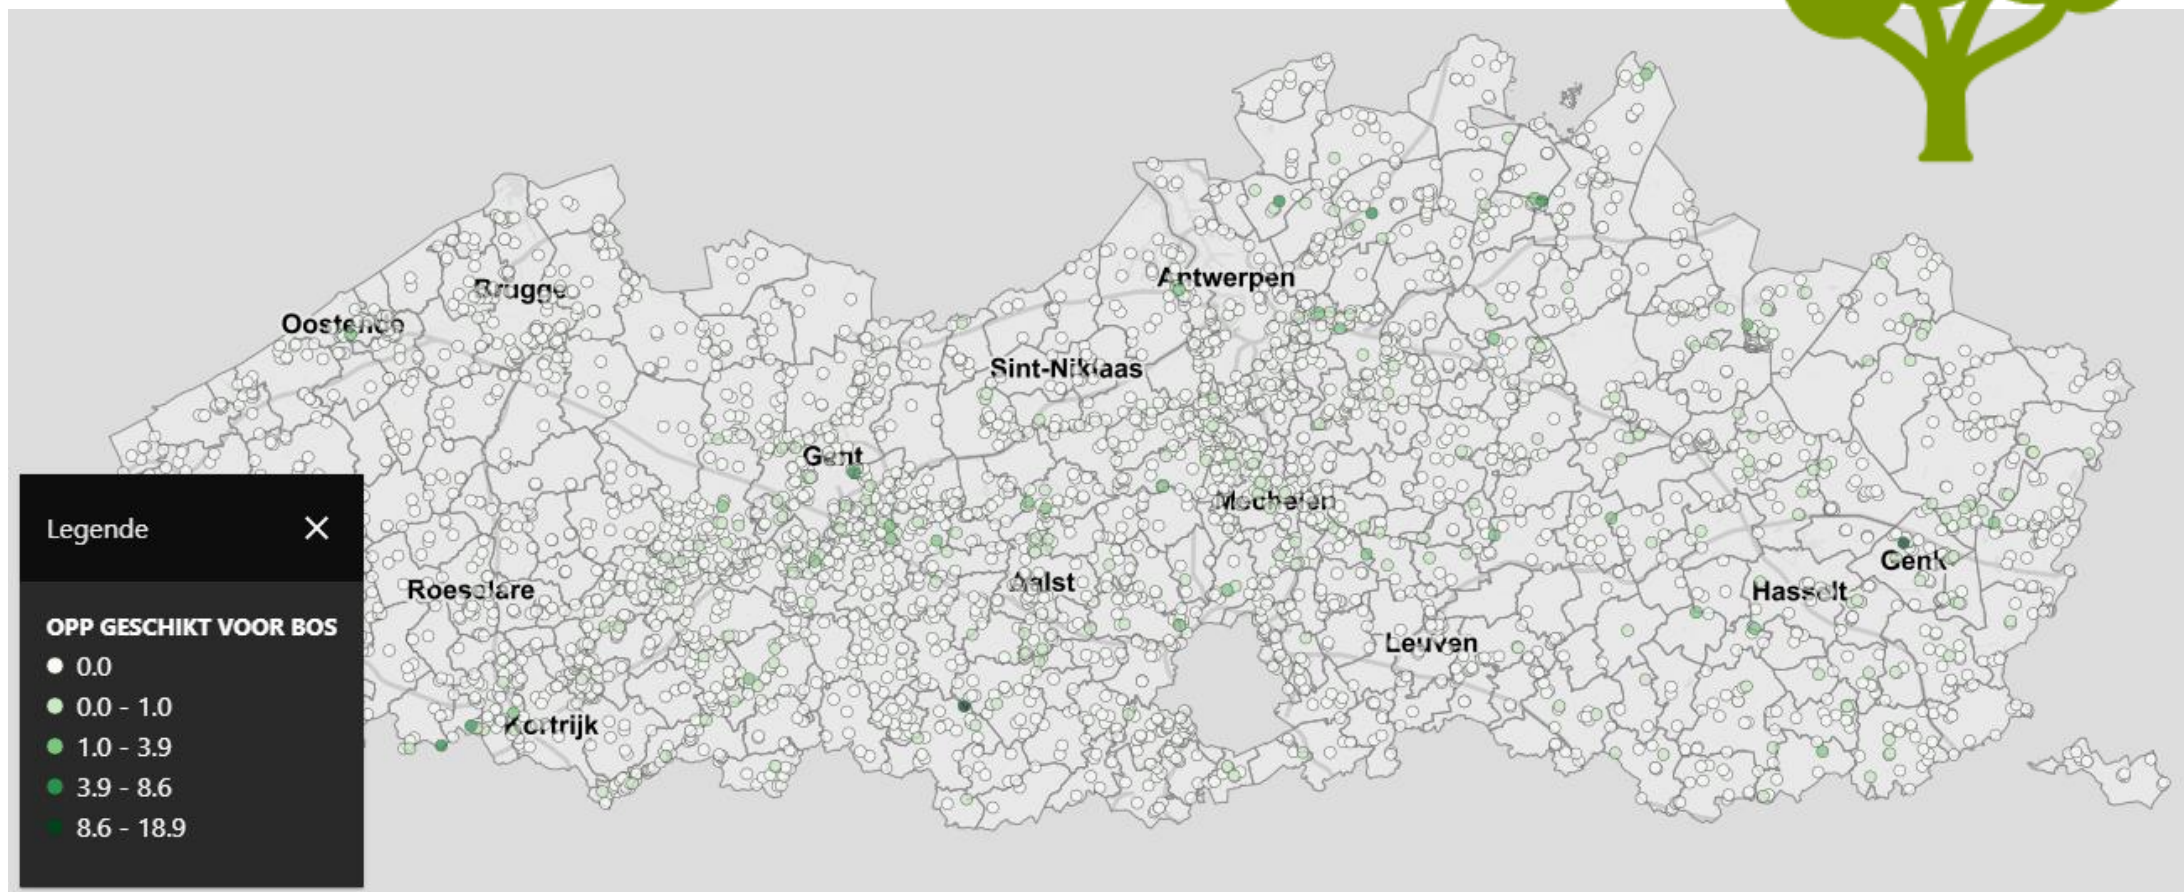 Antwerpen
Brugge
Oostende
Sint-Niklaas
Gent
Mechelen
Legende
Genk
Aalst
Roeselare
Hasselt
OPP GESCHIKT VOOR BOS
Leuven
0.0
0.0 - 1.0
Kortrijk
1.0 - 3.9
3.9 - 8.6
8.6 - 18.9